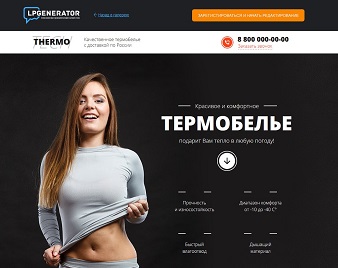 LPGENERATOR
Назад в галерею
ЗАРЕГИСТРИРОВАТЬСЯ И НАЧАТЬ РЕДАКТИРОВАНИЕ
THERMO
Качественное термобелье
с доставкой по России
8 800 000-00-00
Заказать звонок
Красивое и комфортное
ТЕРМОБЕЛЬЕ
подарит Вам тепло в любую погоду!
Прочность
и износостойкость
Диапазон комфорта
от -10 до -40 C°
Быстрый
влагоотвод
Дышащий
материал